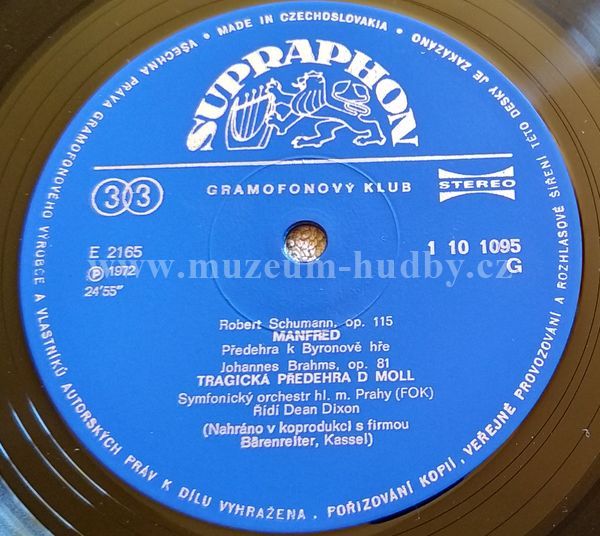 VŠECHNA PRÁVA GRAMOFONOVÉHO VÝROBCE A VLASTNÍKŮ AUTORSKÝCH PRÁV K DÍLU VYHRAŽENA. POŘIZOVÁNÍ KOPIÍ, VEŘEJNÉ PROVOZOVÁNÍ A ROZHLASOVÉ ŠÍŘENÍ TÉTO DESKY JE ZAKÁZÁNO • MADE IN CZECHOSLOVAKIA •
SUPRAPHON
33 GRAMOFONOVÝ KLUB STEREO
E 2165 1 10 1095
Ⓟ 1972 G
www.muzeum-hudby.cz
24'55"
Robert Schumann, op. 115
MANFRED
Předehra k Byronově hře
Johannes Brahms, op. 81
TRAGICKÁ PŘEDEHRA D MOLL
Symfonický orchestr hl. m. Prahy (FOK)
Řídí Dean Dixon
(Nahráno v koprodukci s firmou
Bärenreiter, Kassel)